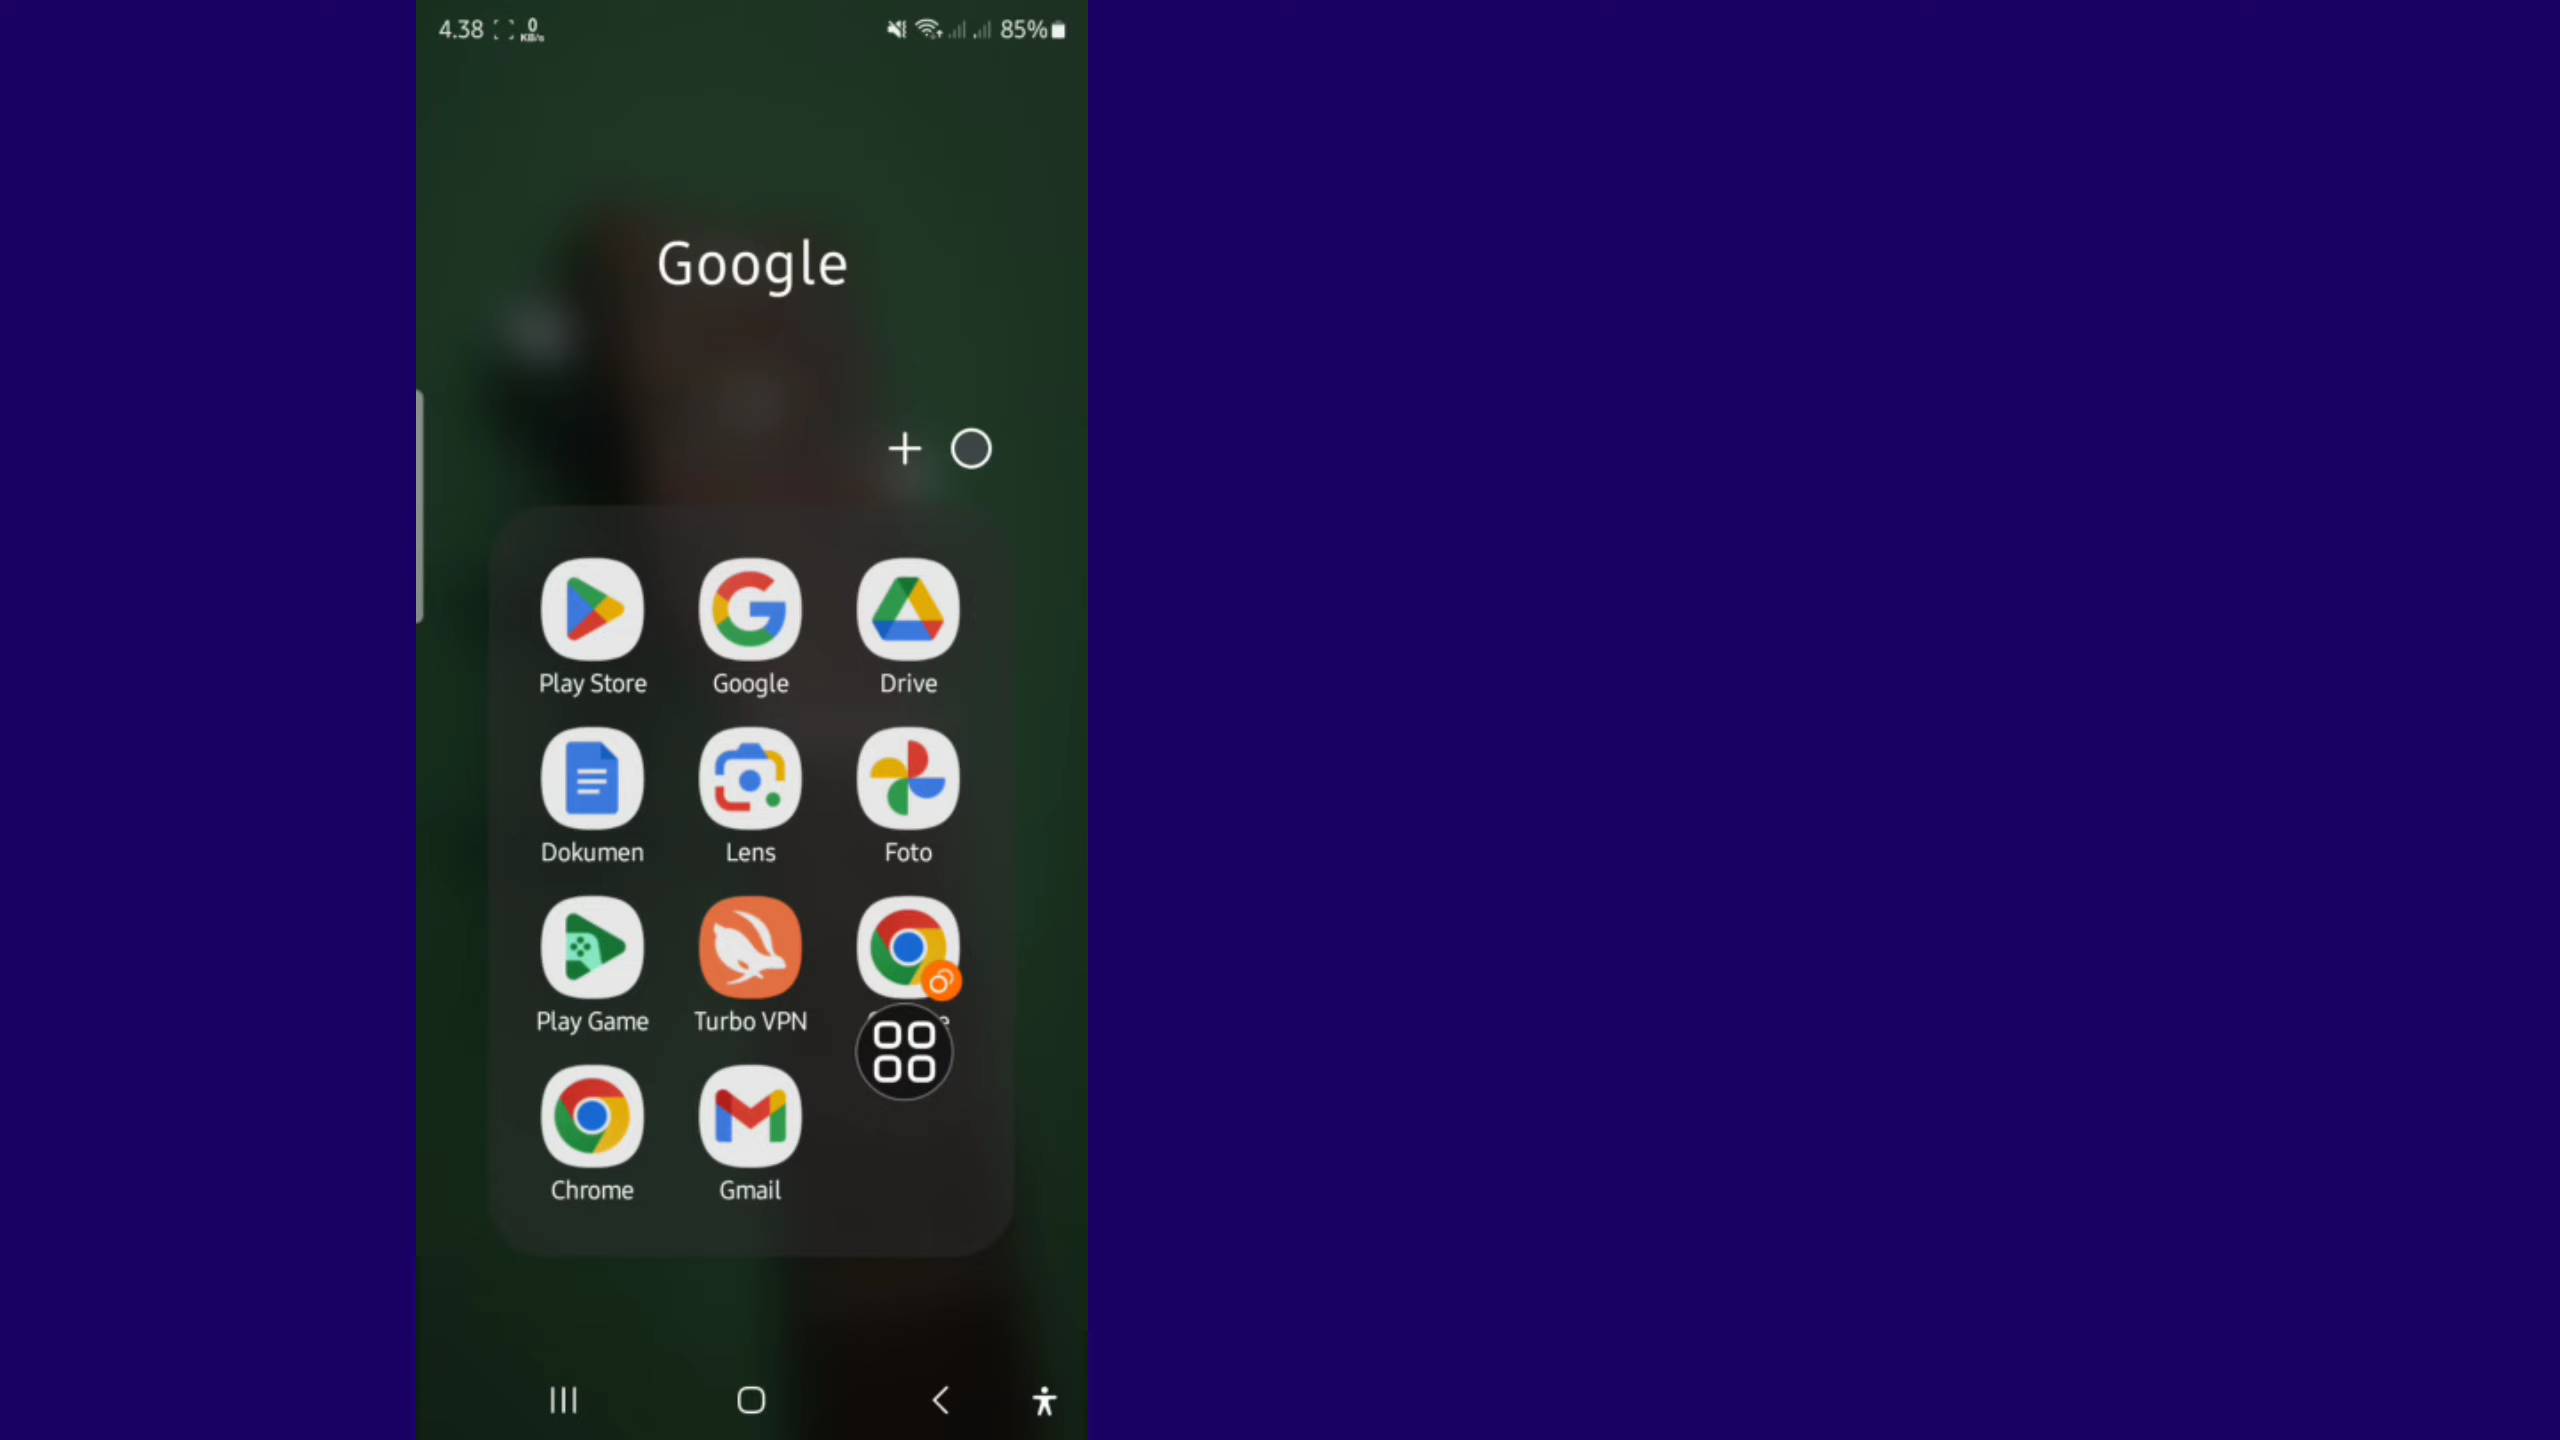 4.38 0 KB/s 85%
Google
Play Store Google Drive
Dokumen Lens Foto
Play Game Turbo VPN
Chrome Gmail